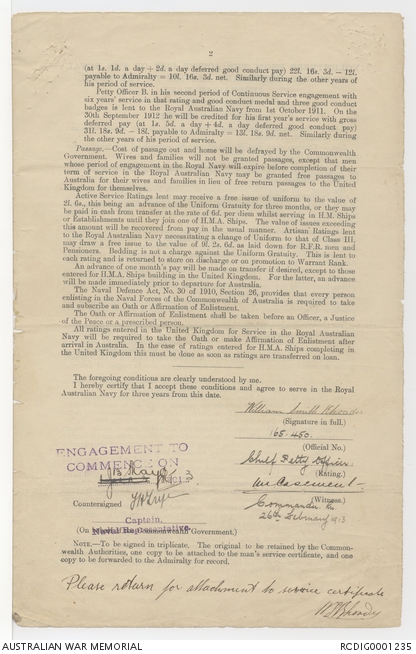 2
(at 1s. 1d. a day + 2d. a day deferred good conduct pay) 22l. 16s. 3d. – 12l.
payable to Admiralty = 10l. 16s. 3d. net. Similarly during the other years of
his period of service.
Petty Officer B. in his second period of Continuous Service engagement with
six years' service in that rating and good conduct medal and three good conduct
badges is lent to the Royal Australian Navy from 1st October 1911. On the
30th September 1912 he will be credited for his first year's service with gross
deferred pay (at 1s. 5d. a day + 4d. a day deferred good conduct pay)
31l. 18s. 9d. – 18l. payable to Admiralty = 13l. 18s. 9d. net. Similarly during
the other years of his period of service.
Passage.—Cost of passage out and home will be defrayed by the Commonwealth
Government. Wives and families will not be granted passages, except that men
whose period of engagement in the Royal Navy will expire before completion of their
term of service in the Royal Australian Navy may be granted free passages to
Australia for their wives and families in lieu of free return passages to the United
Kingdom for themselves.
Active Service Ratings lent may receive a free issue of uniform to the value of
2l. 6s., this being an advance of the Uniform Gratuity for three months, or they may
be paid in cash from transfer at the rate of 6d. per diem whilst serving in H.M. Ships
or Establishments until they join one of H.M.A. Ships. The value of issues exceeding
this amount will be recovered from pay in the usual manner. Artisan Ratings lent
to the Royal Australian Navy necessitating a change of Uniform to that of Class III.
may draw a free issue to the value of 9l. 2s. 6d. as laid down for R.F.R. men and
Pensioners. Bedding is not a charge against the Uniform Gratuity. This is lent to
each rating and is returned to store on discharge or on promotion to Warrant Rank.
An advance of one month's pay will be made on transfer if desired, except to those
entered for H.M.A Ships building in the United Kingdom. For the latter, an advance
will be made immediately prior to departure for Australia.
The Naval Defence Act, No. 30 of 1910, Section 26, provides that every person
enlisting in the Naval Forces of the Commonwealth of Australia is required to take
and subscribe an Oath or Affirmation of Enlistment.
The Oath or Affirmation of Enlistment shall be taken before an Officer, a Justice
of the Peace or a prescribed person.
All ratings entered in the United Kingdom for Service in the Royal Australian
Navy will be required to take the Oath or make Affirmation of Enlistment after
arrival in Australia. In the case of ratings entered for H.M.A. Ships completing in
the United Kingdom this must be done as soon as ratings are transferred on loan.
The foregoing conditions are clearly understood by me.
I hereby certify that I accept these conditions and agree to serve in the Royal
Australian Navy for three years from this date.
William Smith Rhoades
(Signature in full.)
165.450.
(Official No.)
ENGAGEMENT TO
COMMENCE ON
Chief Petty Officer
(Rating.)
(Witness.)
Countersigned
Commander Rn
26th February 1913
Captain.
(On Commonwealth Government.)
Naval Representative.
NOTE.—To be signed in triplicate. The original to be retained by the Common-
wealth Authorities, one copy to be attached to the man's service certificate, and one
copy to be forwarded to the Admiralty for record.
Please return for attachment to service certificate
AUSTRALIAN WAR MEMORIAL
RCDIG0001235